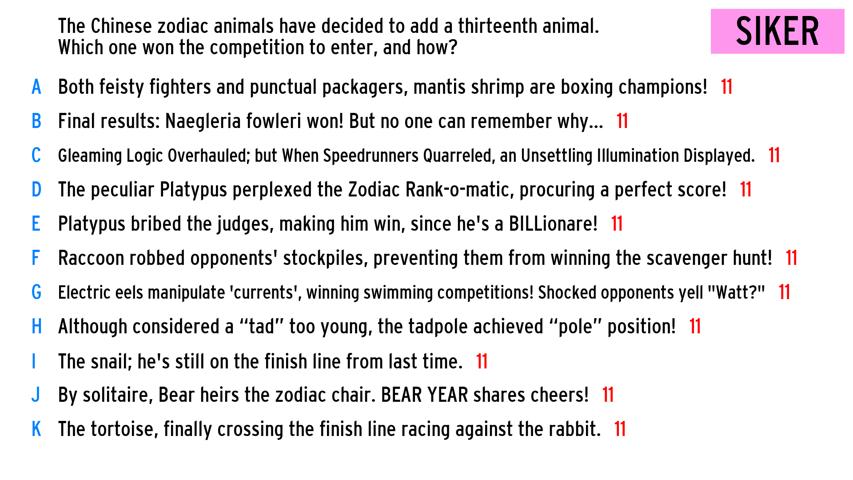 The Chinese zodiac animals have decided to add a thirteenth animal.
Which one won the competition to enter, and how?
SIKER
A Both feisty fighters and punctual packagers, mantis shrimp are boxing champions! 11
B Final results: Naegleria fowleri won! But no one can remember why... 11
C Gleaming Logic Overhauled; but When Speedrunners Quarreled, an Unsettling Illumination Displayed. 11
D The peculiar Platypus perplexed the Zodiac Rank-o-matic, procuring a perfect score! 11
E Platypus bribed the judges, making him win, since he's a BILLionare! 11
F Raccoon robbed opponents' stockpiles, preventing them from winning the scavenger hunt! 11
G Electric eels manipulate 'currents', winning swimming competitions! Shocked opponents yell "Watt?" 11
H Although considered a “tad” too young, the tadpole achieved “pole” position! 11
I The snail; he's still on the finish line from last time. 11
J By solitaire, Bear heirs the zodiac chair. BEAR YEAR shares cheers! 11
K The tortoise, finally crossing the finish line racing against the rabbit. 11